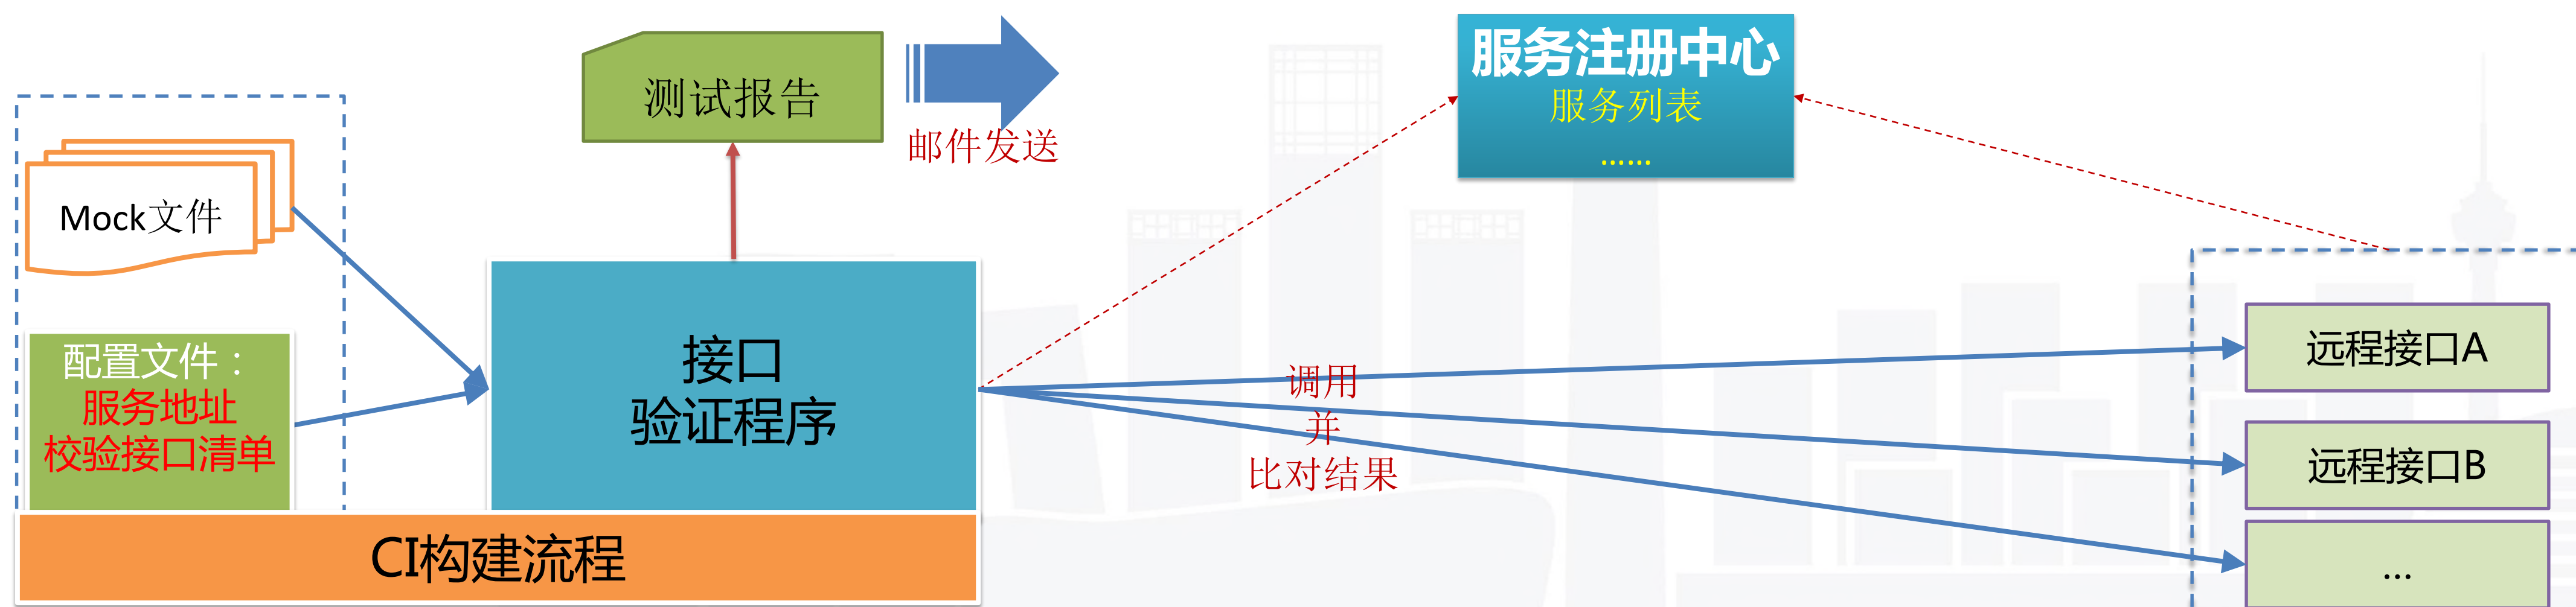 测试报告
邮件发送
服务注册中心
服务列表
……
Mock文件
配置文件：
服务地址
校验接口清单
接口
验证程序
调用
并
比对结果
远程接口A
远程接口B
...
CI构建流程